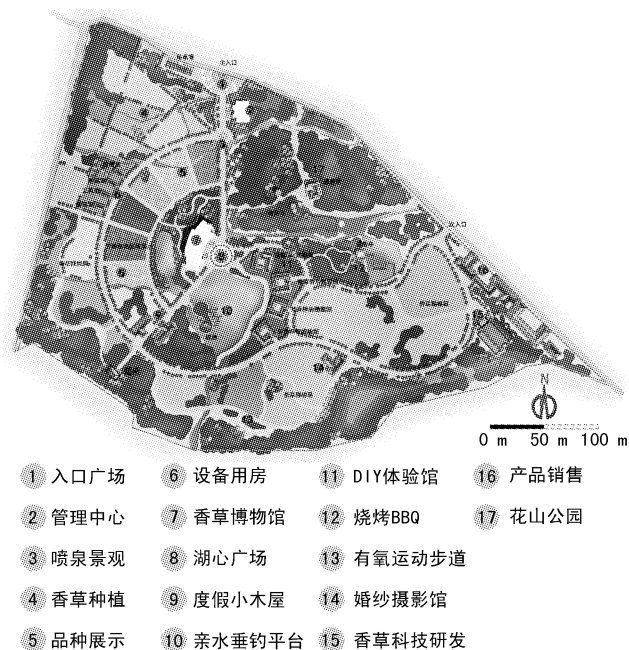 主入口
次入口
N
0 m 50 m 100 m
1 入口广场
2 管理中心
3 喷泉景观
4 香草种植
5 品种展示
6 设备用房
7 香草博物馆
8 湖心广场
9 度假小木屋
10 亲水垂钓平台
11 DIY体验馆
12 烧烤BBQ
13 有氧运动步道
14 婚纱摄影馆
15 香草科技研发
16 产品销售
17 花山公园